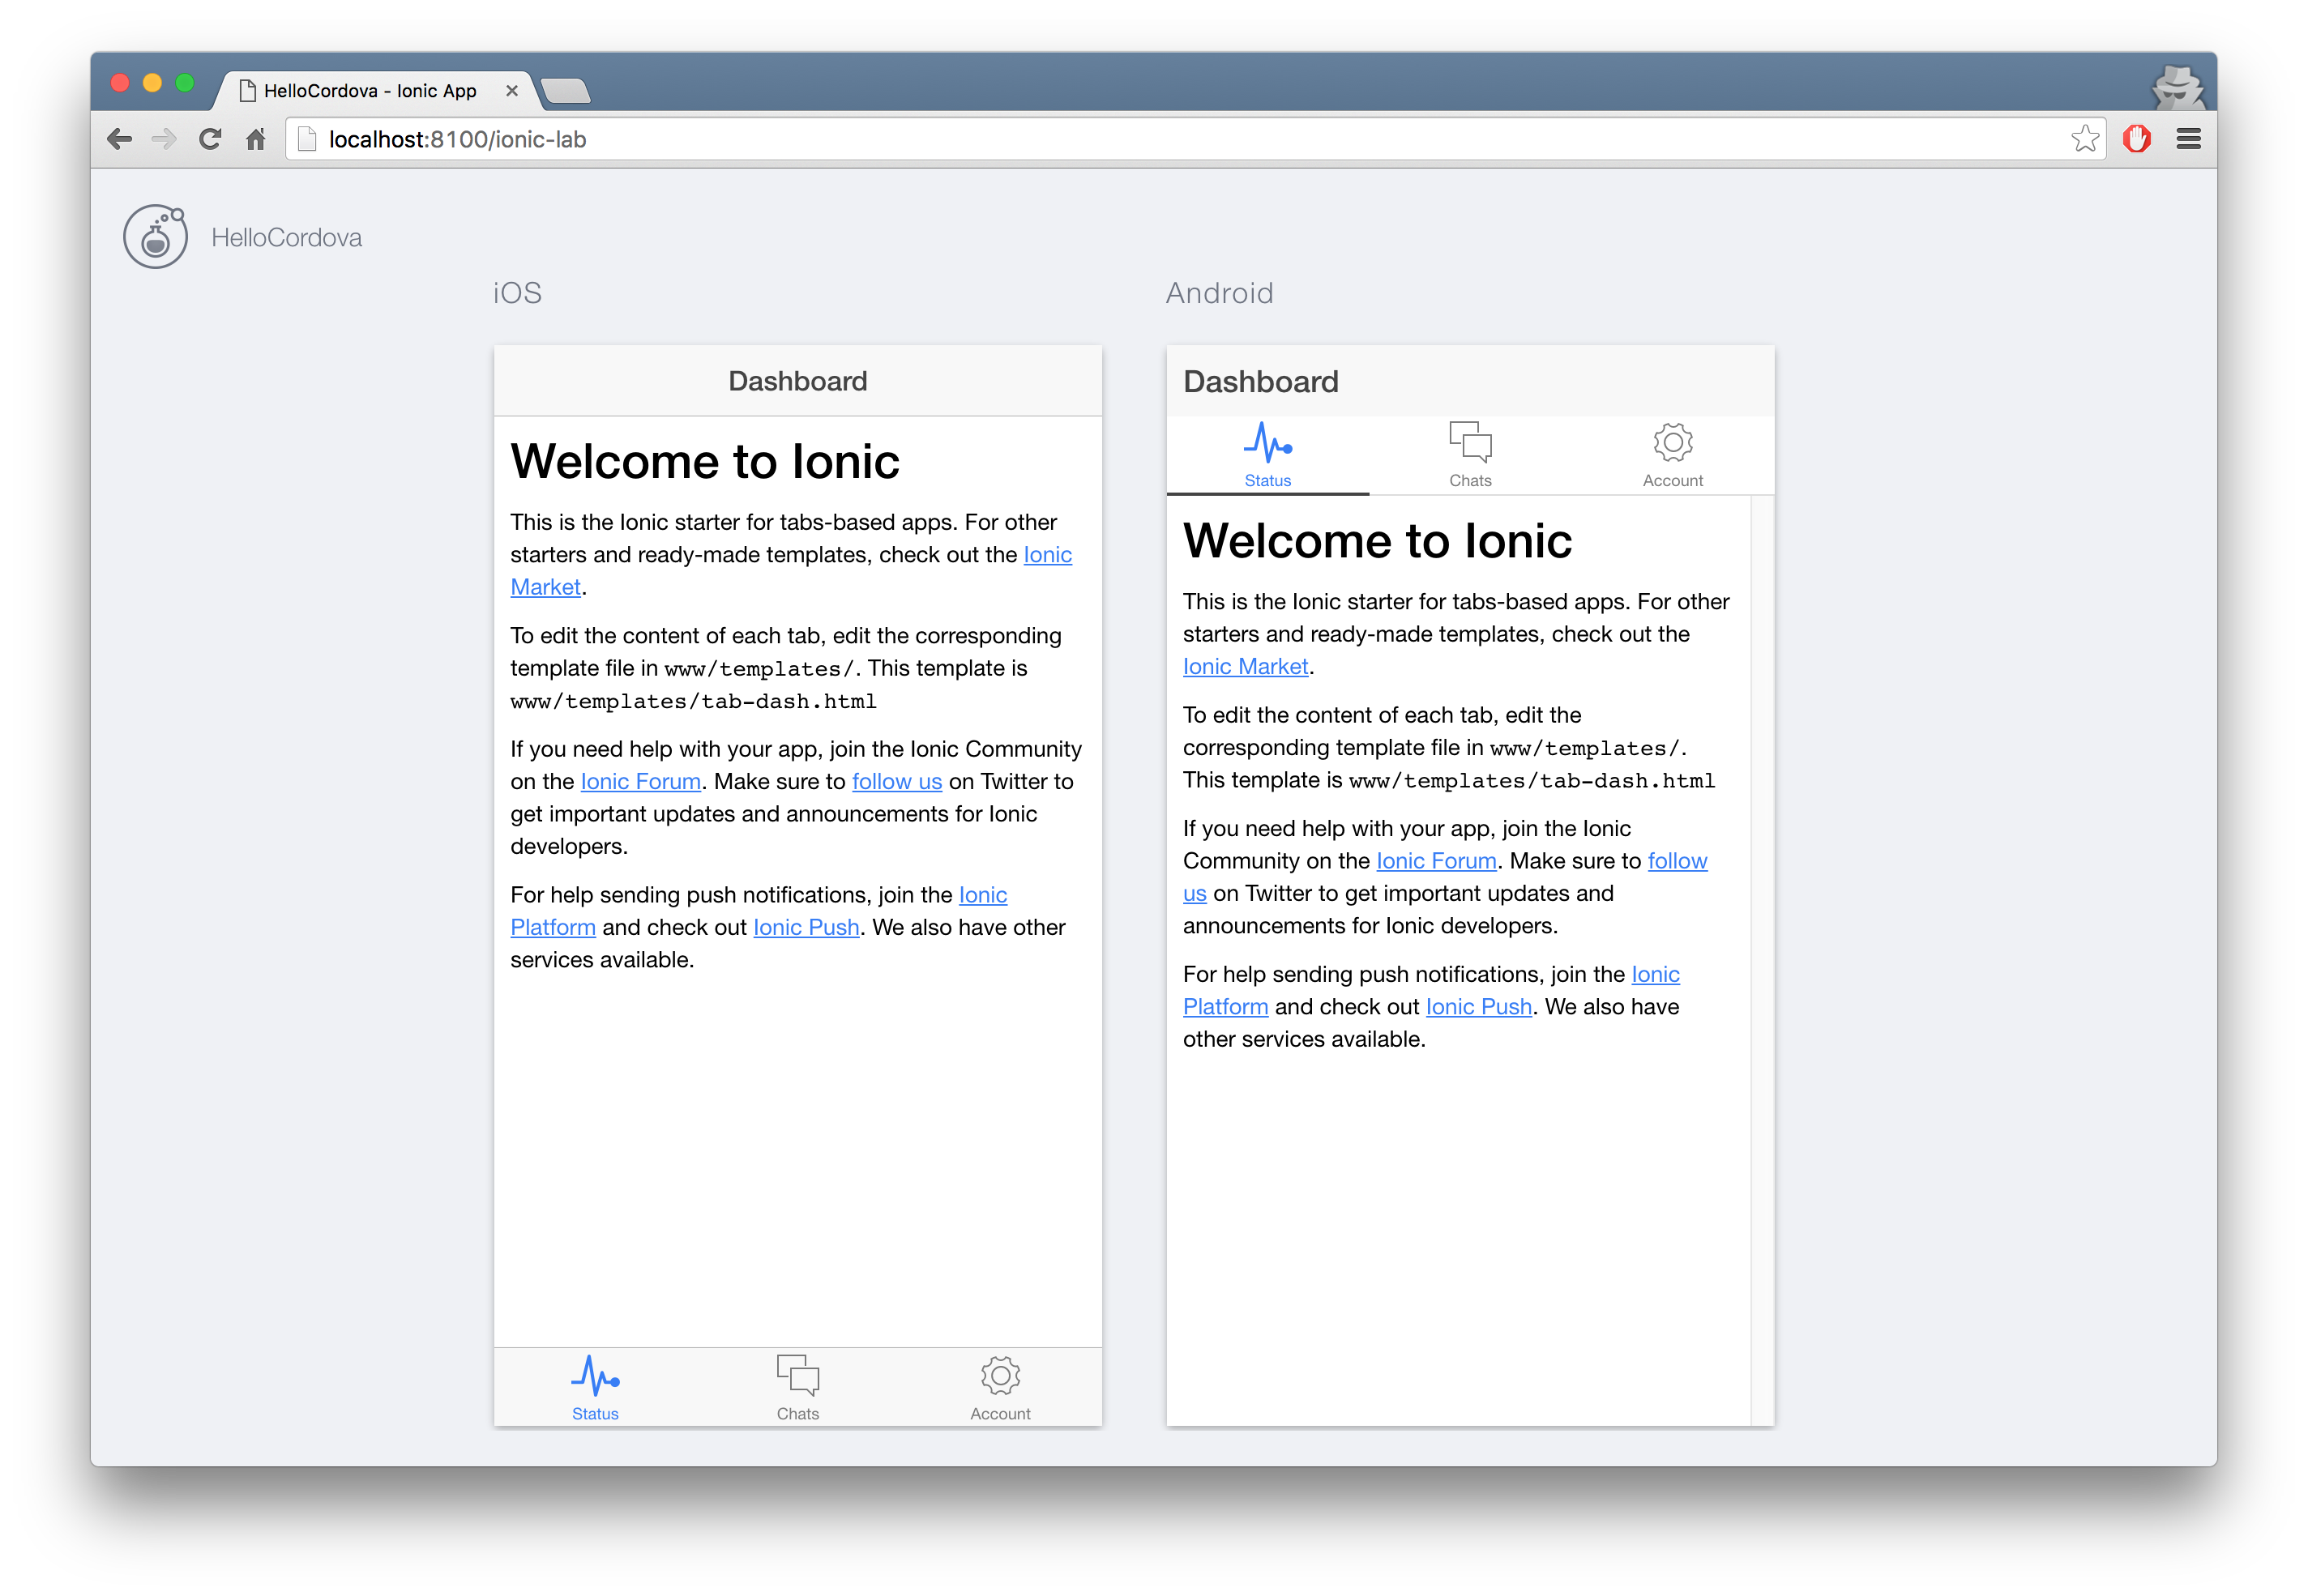 HelloCordova - Ionic App
localhost:8100/ionic-lab
HelloCordova
iOS
Dashboard
Welcome to Ionic
This is the Ionic starter for tabs-based apps. For other
starters and ready-made templates, check out the Ionic
Market.
To edit the content of each tab, edit the corresponding
template file in www/templates/. This template is
www/templates/tab-dash.html
If you need help with your app, join the Ionic Community
on the Ionic Forum. Make sure to follow us on Twitter to
get important updates and announcements for Ionic
developers.
For help sending push notifications, join the Ionic
Platform and check out Ionic Push. We also have other
services available.
Status
Chats
Account
Android
Dashboard
Status
Chats
Account
Welcome to Ionic
This is the Ionic starter for tabs-based apps. For other
starters and ready-made templates, check out the
Ionic Market.
To edit the content of each tab, edit the
corresponding template file in www/templates/.
This template is www/templates/tab-dash.html
If you need help with your app, join the Ionic
Community on the Ionic Forum. Make sure to follow
us on Twitter to get important updates and
announcements for Ionic developers.
For help sending push notifications, join the Ionic
Platform and check out Ionic Push. We also have
other services available.